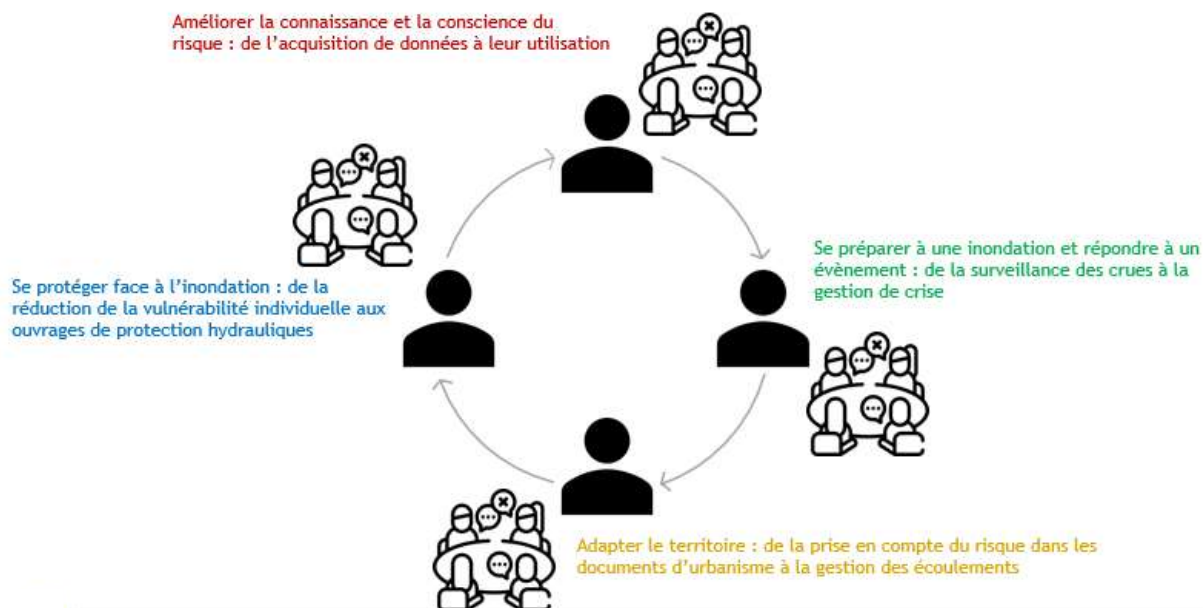 Améliorer la connaissance et la conscience du
risque : de l’acquisition de données à leur utilisation
Se préparer à une inondation et répondre à un
évènement : de la surveillance des crues à la
gestion de crise
Se protéger face à l’inondation : de la
réduction de la vulnérabilité individuelle aux
ouvrages de protection hydrauliques
Adapter le territoire : de la prise en compte du risque dans les
documents d’urbanisme à la gestion des écoulements